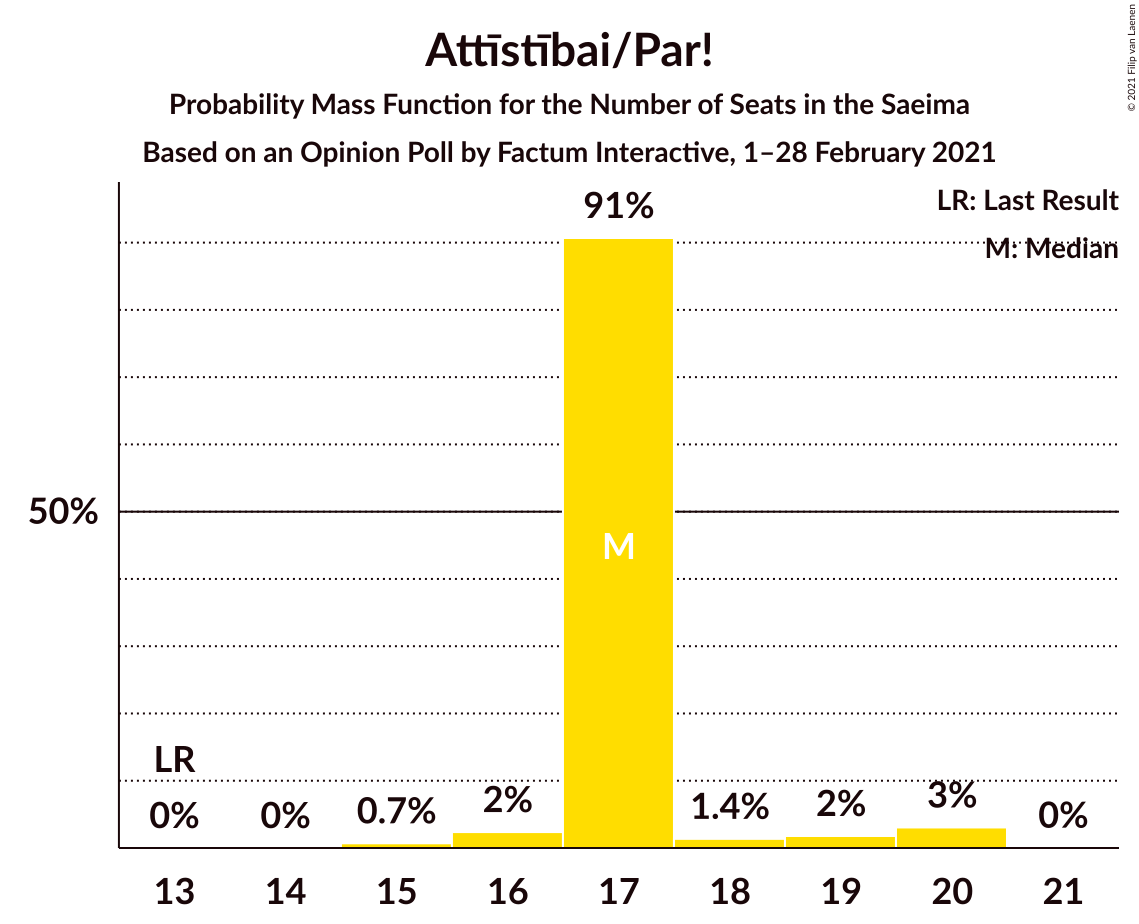 Attīstībai/Par!
Probability Mass Function for the Number of Seats in the Saeima
Based on an Opinion Poll by Factum Interactive, 1–28 February 2021
© 2021 Filip van Laenen
LR: Last Result
M: Median
91%
50%
M
LR
0% 0% 0.7% 2% 1.4% 2% 3% 0%
13 14 15 16 17 18 19 20 21